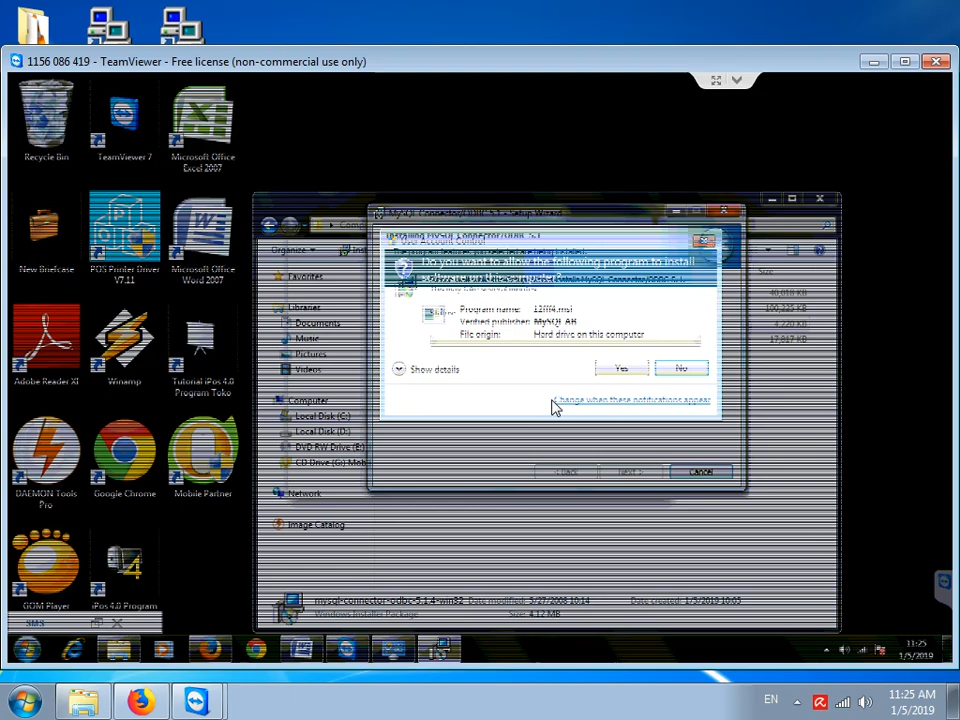 1156 086 419 - TeamViewer - Free license (non-commercial use only)
Recycle Bin
TeamViewer 7
Microsoft Office
Excel 2007
New Briefcase
POS Printer Driver
V7.11
Microsoft Office
Word 2007
Adobe Reader XI
Winamp
Tutorial iPos 4.0
Program Toko
DAEMON Tools
Pro
Google Chrome
Mobile Partner
GOM Player
iPos 4.0 Program
SMS
Organize
Favorites
Libraries
Documents
Music
Pictures
Videos
Computer
Local Disk (C:)
Local Disk (D:)
DVD RW Drive (E:)
CD Drive (G:) Mob
Network
Image Catalog
Size
User Account Control
Do you want to allow the following program to install
software on this computer?
Program name: 12fff4.msi
Verified publisher: MySQL AB
File origin: Hard drive on this computer
Show details
Yes
No
Change when these notifications appear
< Back
Next >
Cancel
mysql-connector-odbc-5.1.4-win32 Date modified: 3/27/2008 10:14
Date created: 1/5/2019 10:03
Windows Installer Package
Size: 4.12 MB
11:25
1/5/2019
EN
11:25 AM
1/5/2019